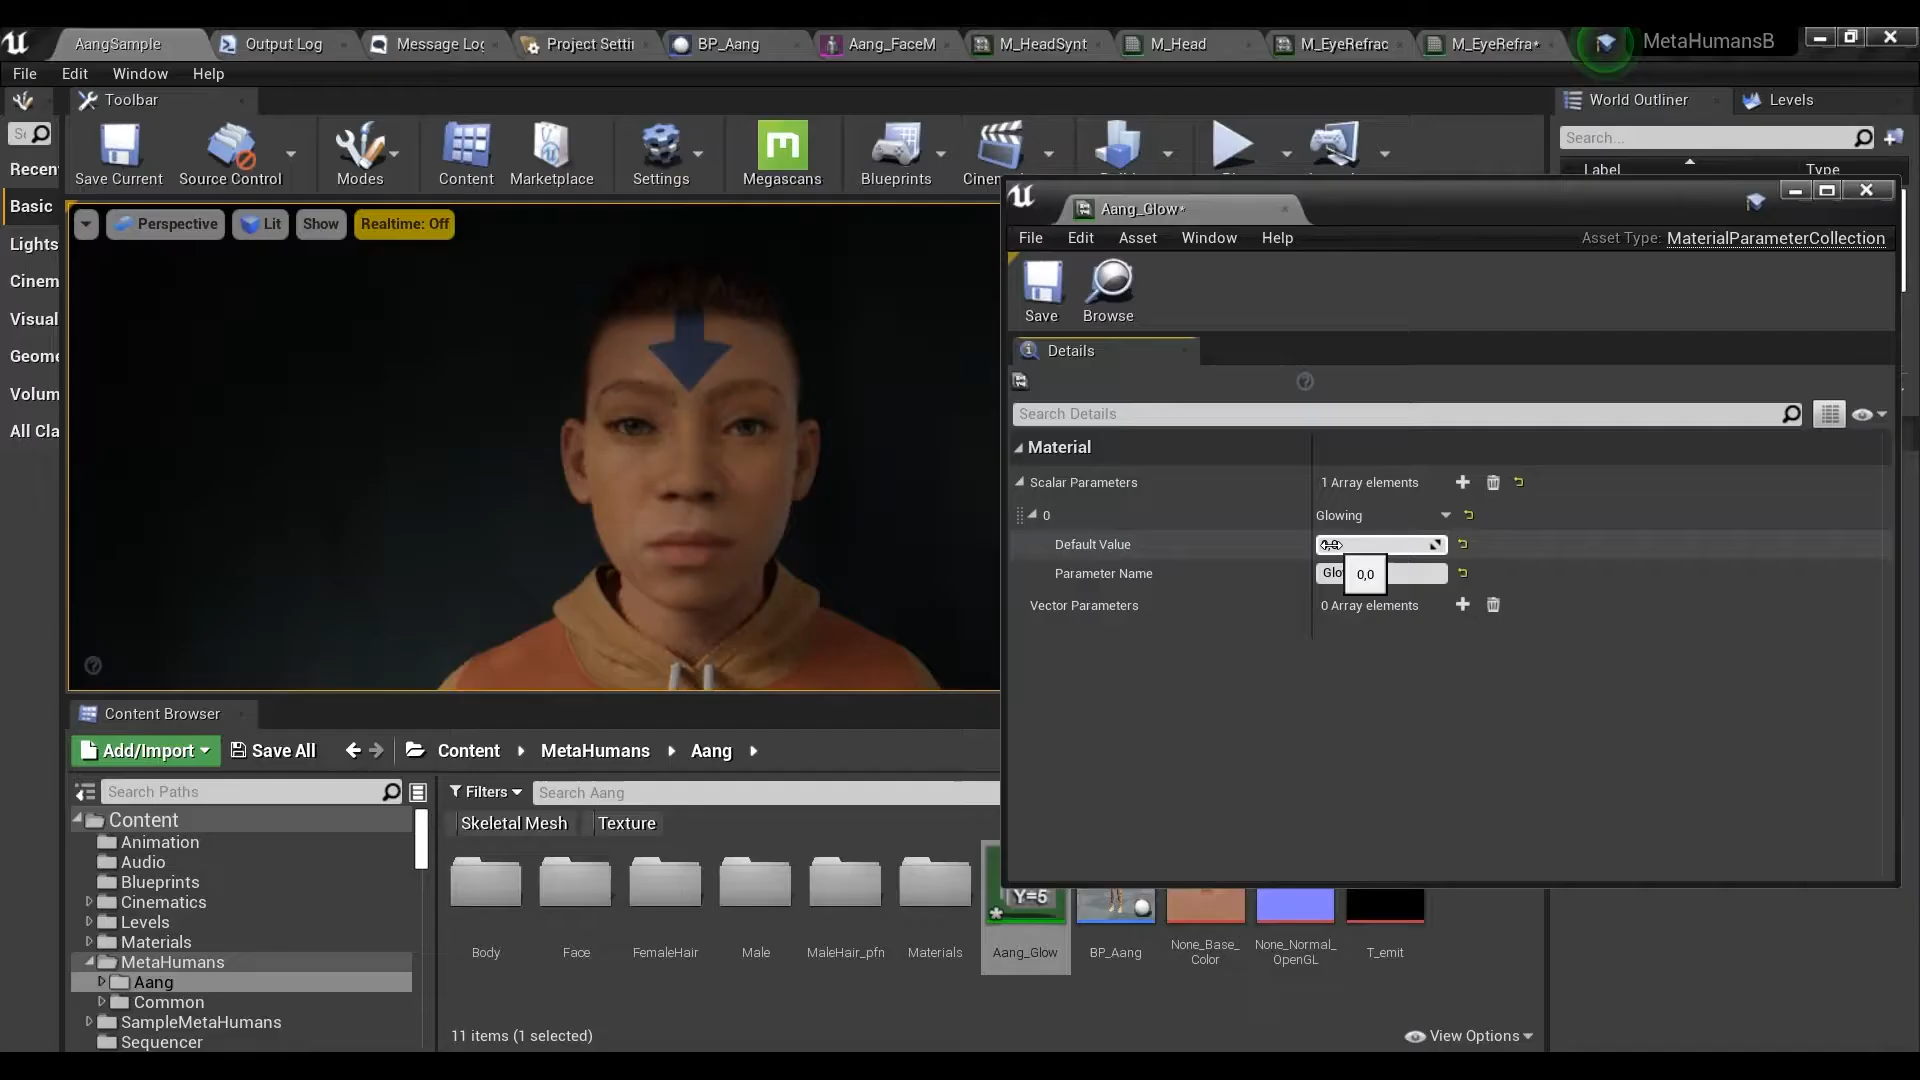 AangSample
Output Log
Message Log
Project Setti
BP_Aang
Aang_FaceM
M_HeadSynt
M_Head
M_EyeRefrac
M_EyeRefra*
MetaHumansB
File
Edit
Window
Help
Toolbar
World Outliner
Levels
Save Current
Source Control
Modes
Content
Marketplace
Settings
Megascans
Blueprints
Cinem
Search...
Label
Type
Recen
Basic
Lights
Cinem
Visual
Geome
Volum
All Cla
Perspective
Lit
Show
Realtime: Off
Aang_Glow*
File
Edit
Asset
Window
Help
Asset Type: MaterialParameterCollection
Save
Browse
Details
Search Details
Material
Scalar Parameters
1 Array elements
0
Glowing
Default Value
Parameter Name
Glo
0,0
Vector Parameters
0 Array elements
Content Browser
Add/Import
Save All
Content
MetaHumans
Aang
Search Paths
Filters
Search Aang
Skeletal Mesh
Texture
Content
Animation
Audio
Blueprints
Cinematics
Levels
Materials
MetaHumans
Aang
Common
SampleMetaHumans
Sequencer
Y=5
Body
Face
FemaleHair
Male
MaleHair_pfn
Materials
Aang_Glow
BP_Aang
None_Base_
Color
None_Normal_
OpenGL
T_emit
11 items (1 selected)
View Options